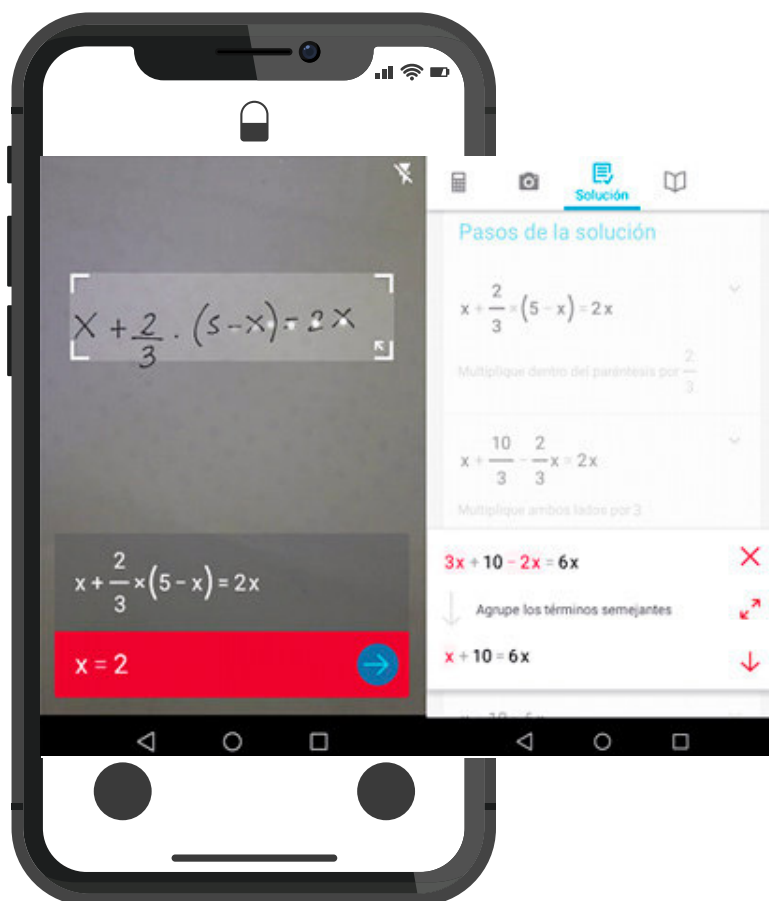 x + 2/3 . (5-x) = 2x
x + 2/3 × (5 - x) = 2x
x = 2
Solución
Pasos de la solución
x + 2/3 × (5 - x) = 2x
Multiplique dentro del paréntesis por 2/3
x + 10/3 - 2/3 x = 2x
Multiplique ambos lados por 3
3x + 10 - 2x = 6x
Agrupe los términos semejantes
x + 10 = 6x